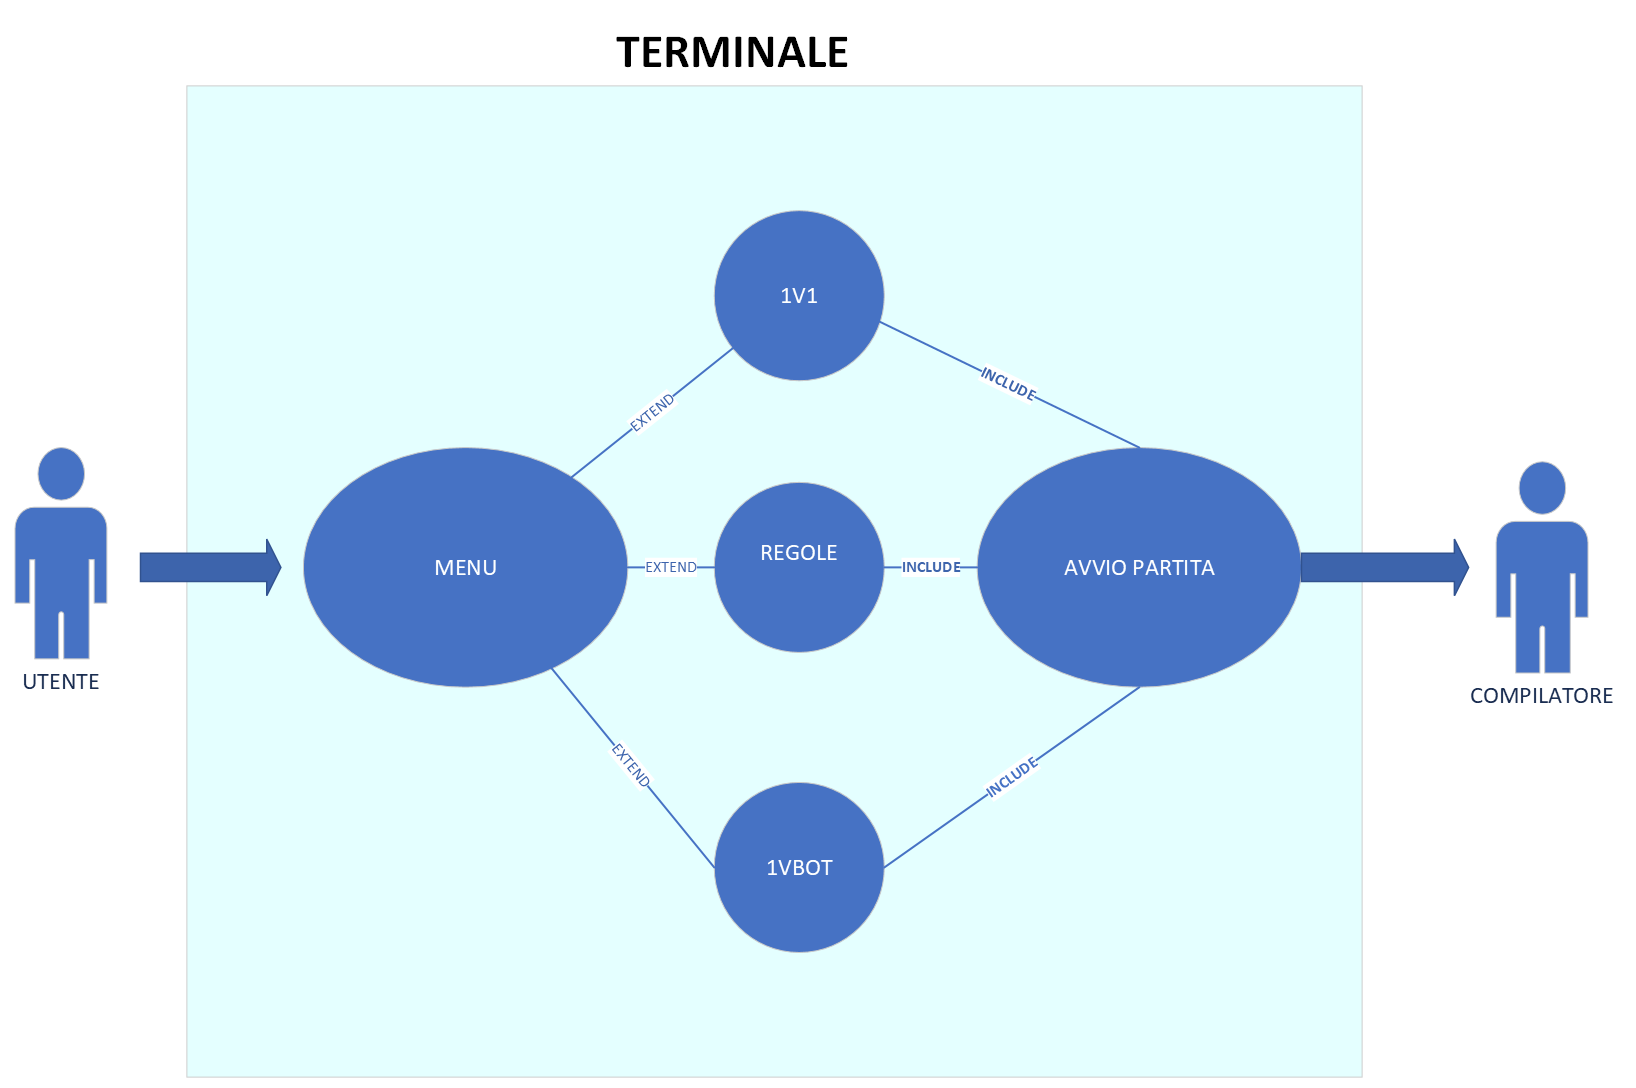 TERMINALE
1V1
EXTEND
INCLUDE
UTENTE
MENU
EXTEND
REGOLE
INCLUDE
AVVIO PARTITA
COMPILATORE
EXTEND
INCLUDE
1VBOT